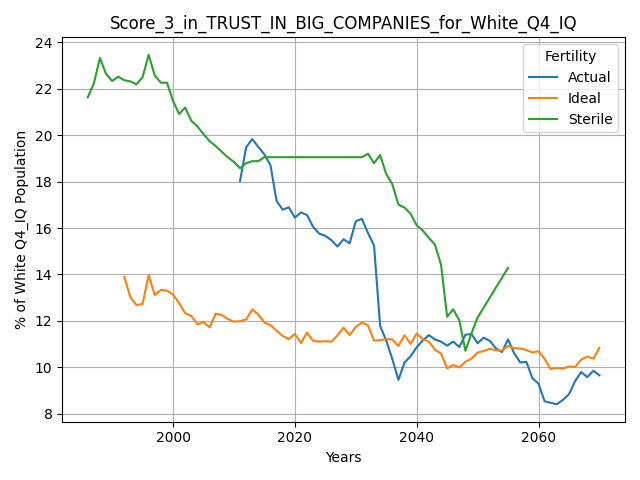 Score_3_in_TRUST_IN_BIG_COMPANIES_for_White_Q4_IQ
Fertility
Actual
Ideal
Sterile
% of White Q4_IQ Population
24
22
20
18
16
14
12
10
8
2000
2020
2040
2060
Years